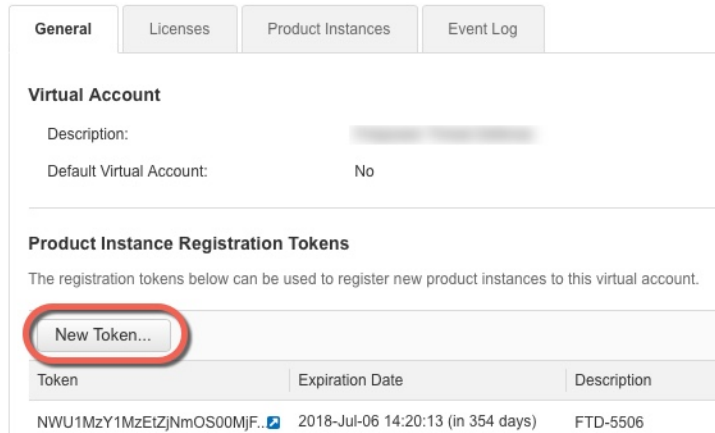 General Licenses Product Instances Event Log
Virtual Account
Description:
Default Virtual Account: No
Product Instance Registration Tokens
The registration tokens below can be used to register new product instances to this virtual account.
New Token...
Token Expiration Date Description
NWU1MzY1MzEtZjNmOS00MjF... 2018-Jul-06 14:20:13 (in 354 days) FTD-5506